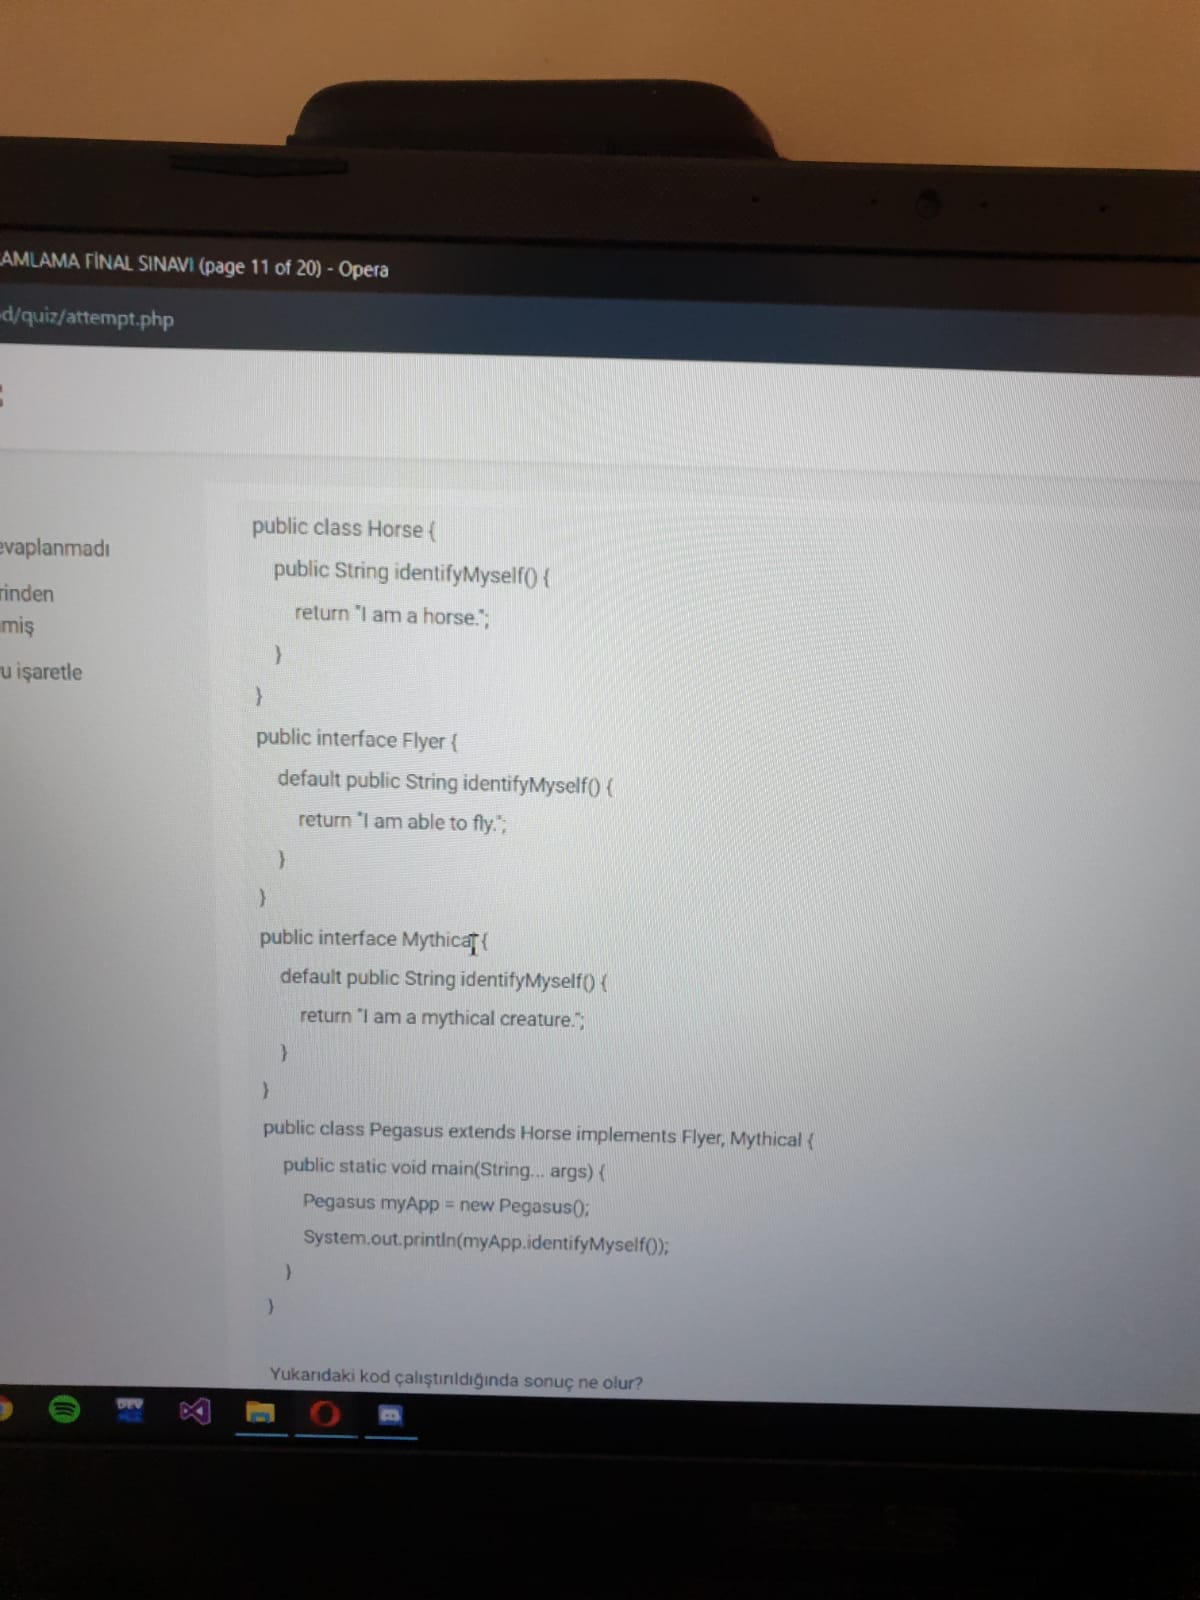 AMLAMA FİNAL SINAVI (page 11 of 20) - Opera
d/quiz/attempt.php
evaplanmadı
rinden
miş
u işaretle
public class Horse {
public String identifyMyself() {
return "I am a horse.";
}
}
public interface Flyer {
default public String identifyMyself() {
return "I am able to fly.";
}
}
public interface Mythical {
default public String identifyMyself() {
return "I am a mythical creature.";
}
}
public class Pegasus extends Horse implements Flyer, Mythical {
public static void main(String... args) {
Pegasus myApp = new Pegasus();
System.out.println(myApp.identifyMyself());
}
}
Yukarıdaki kod çalıştırıldığında sonuç ne olur?
DEV